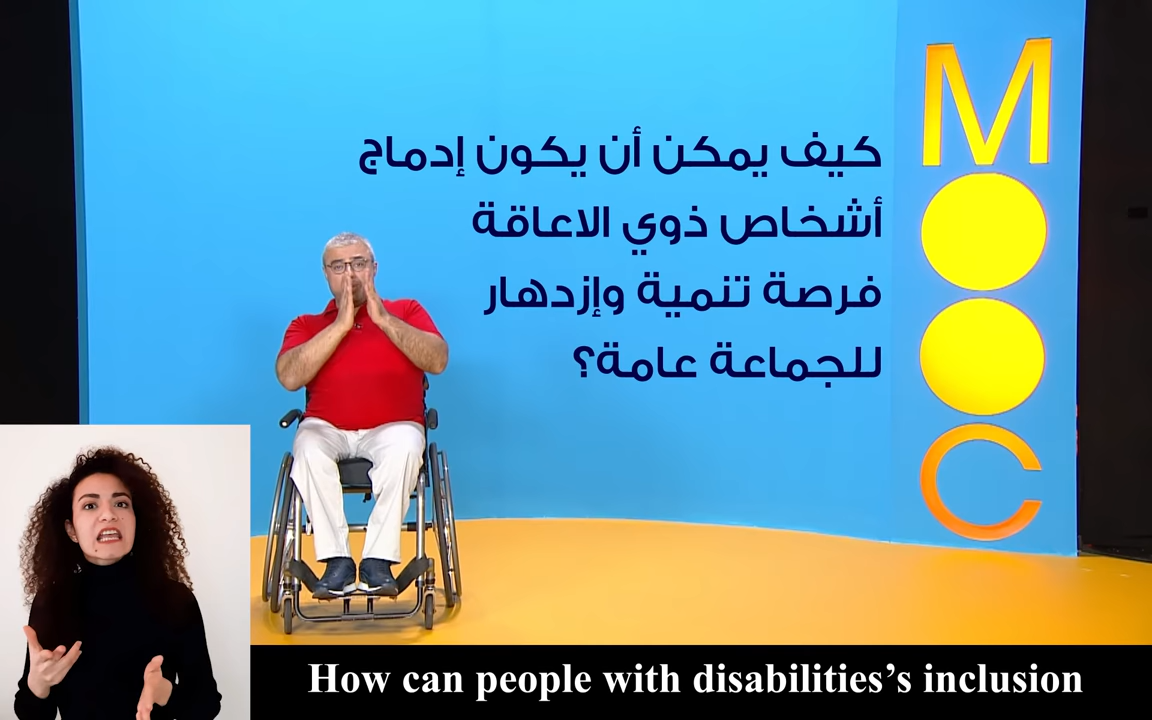 كيف يمكن أن يكون إدماج
أشخاص ذوي الاعاقة
فرصة تنمية وإزدهار
للجماعة عامة؟
MOOC
How can people with disabilities’s inclusion